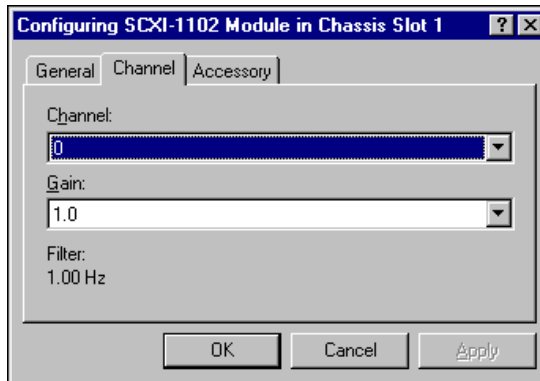 Configuring SCXI-1102 Module in Chassis Slot 1
General Channel Accessory
Channel:
0
Gain:
1.0
Filter:
1.00 Hz
OK Cancel Apply